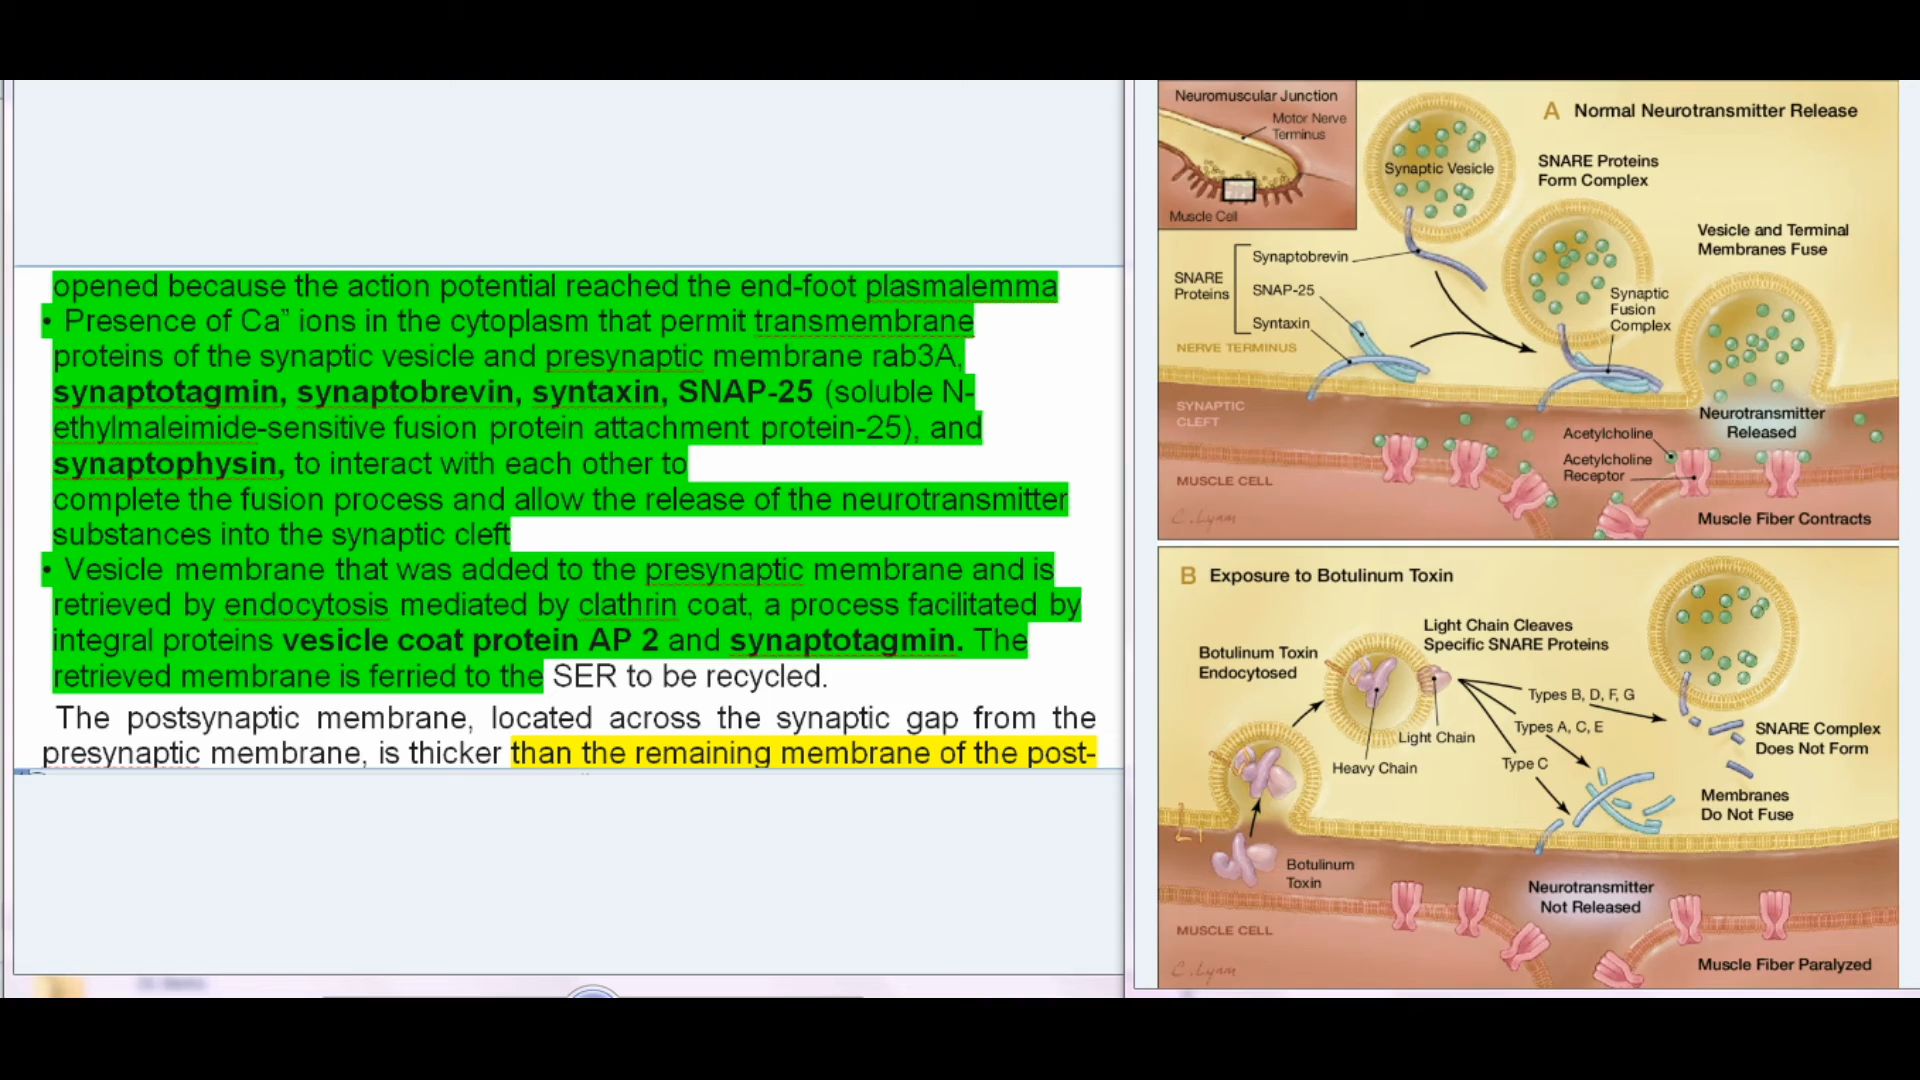 opened because the action potential reached the end-foot plasmalemma
• Presence of Ca" ions in the cytoplasm that permit transmembrane
proteins of the synaptic vesicle and presynaptic membrane rab3A,
synaptotagmin, synaptobrevin, syntaxin, SNAP-25 (soluble N-
ethylmaleimide-sensitive fusion protein attachment protein-25), and
synaptophysin, to interact with each other to
complete the fusion process and allow the release of the neurotransmitter
substances into the synaptic cleft
• Vesicle membrane that was added to the presynaptic membrane and is
retrieved by endocytosis mediated by clathrin coat, a process facilitated by
integral proteins vesicle coat protein AP 2 and synaptotagmin. The
retrieved membrane is ferried to the SER to be recycled.
The postsynaptic membrane, located across the synaptic gap from the
presynaptic membrane, is thicker than the remaining membrane of the post-
Neuromuscular Junction
Motor Nerve
Terminus
Muscle Cell
A Normal Neurotransmitter Release
Synaptic Vesicle
SNARE Proteins
Form Complex
Vesicle and Terminal
Membranes Fuse
SNARE
Proteins
Synaptobrevin
SNAP-25
Syntaxin
Synaptic
Fusion
Complex
NERVE TERMINUS
SYNAPTIC
CLEFT
Neurotransmitter
Released
Acetylcholine
Acetylcholine
Receptor
MUSCLE CELL
C. Lynm
Muscle Fiber Contracts
B Exposure to Botulinum Toxin
Botulinum Toxin
Endocytosed
Light Chain Cleaves
Specific SNARE Proteins
Types B, D, F, G
Types A, C, E
Type C
Light Chain
Heavy Chain
SNARE Complex
Does Not Form
Membranes
Do Not Fuse
Botulinum
Toxin
Neurotransmitter
Not Released
MUSCLE CELL
C. Lynm
Muscle Fiber Paralyzed